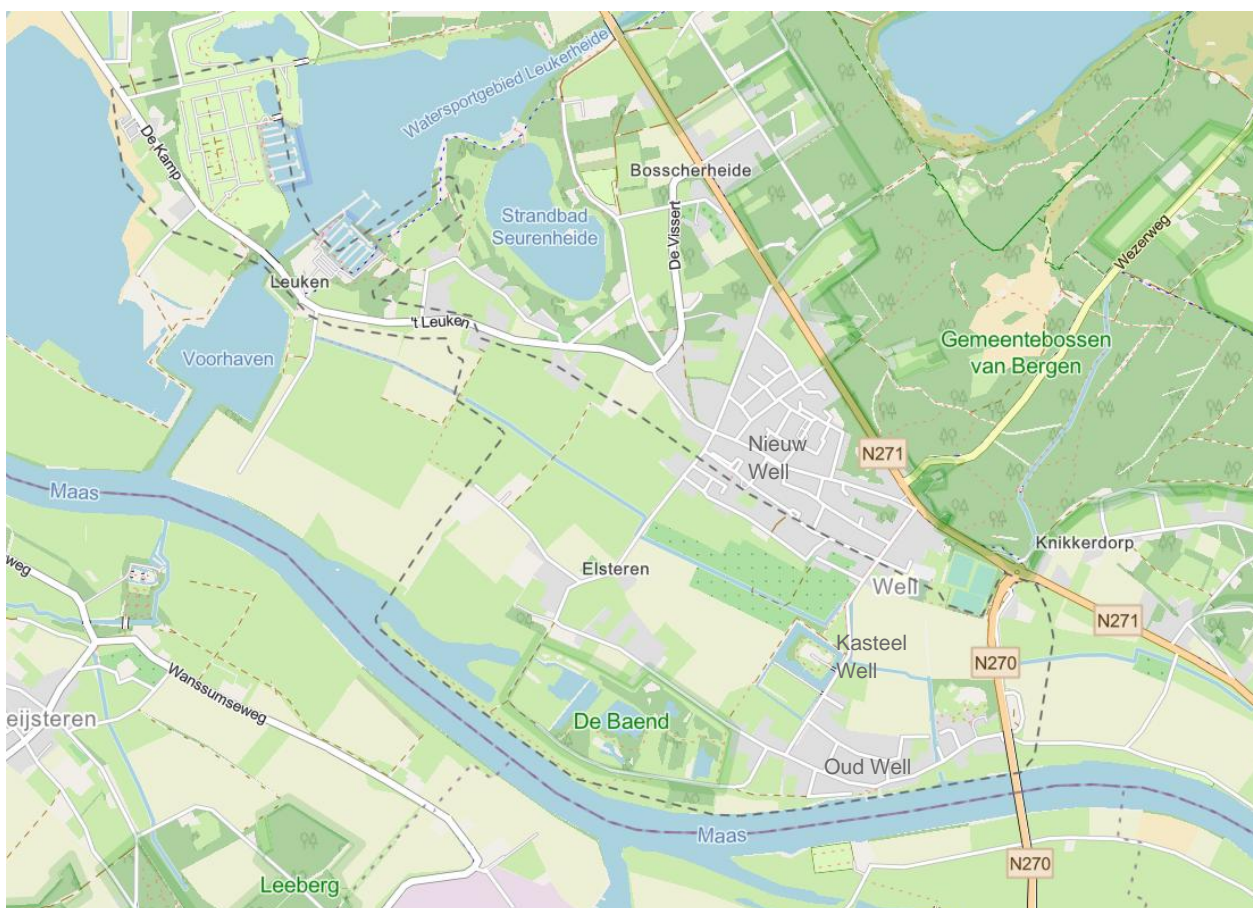 Watersportgebied Leukerheide
De Kamp
Bosscherheide
Strandbad
Seurenheide
De Vissert
Wezerweg
Leuken
't Leuken
Gemeentebossen
van Bergen
Voorhaven
Nieuw
Well
N271
Maas
Knikkerdorp
Elsteren
Well
N271
Kasteel
Well
N270
Wanssumseweg
eijsteren
De Baend
Oud Well
Maas
N270
Leeberg